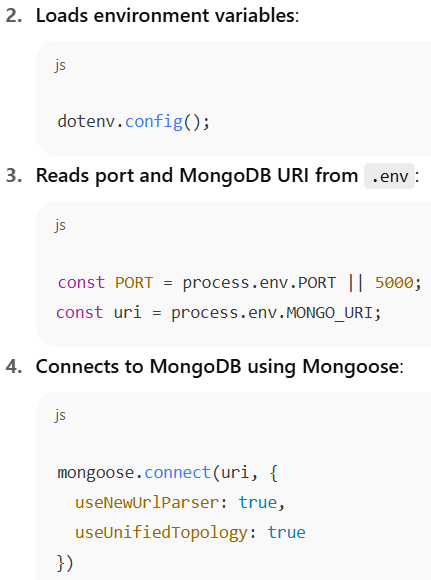 2. Loads environment variables:
js
dotenv.config();
3. Reads port and MongoDB URI from .env:
js
const PORT = process.env.PORT || 5000;
const uri = process.env.MONGO_URI;
4. Connects to MongoDB using Mongoose:
js
mongoose.connect(uri, {
  useNewUrlParser: true,
  useUnifiedTopology: true
})